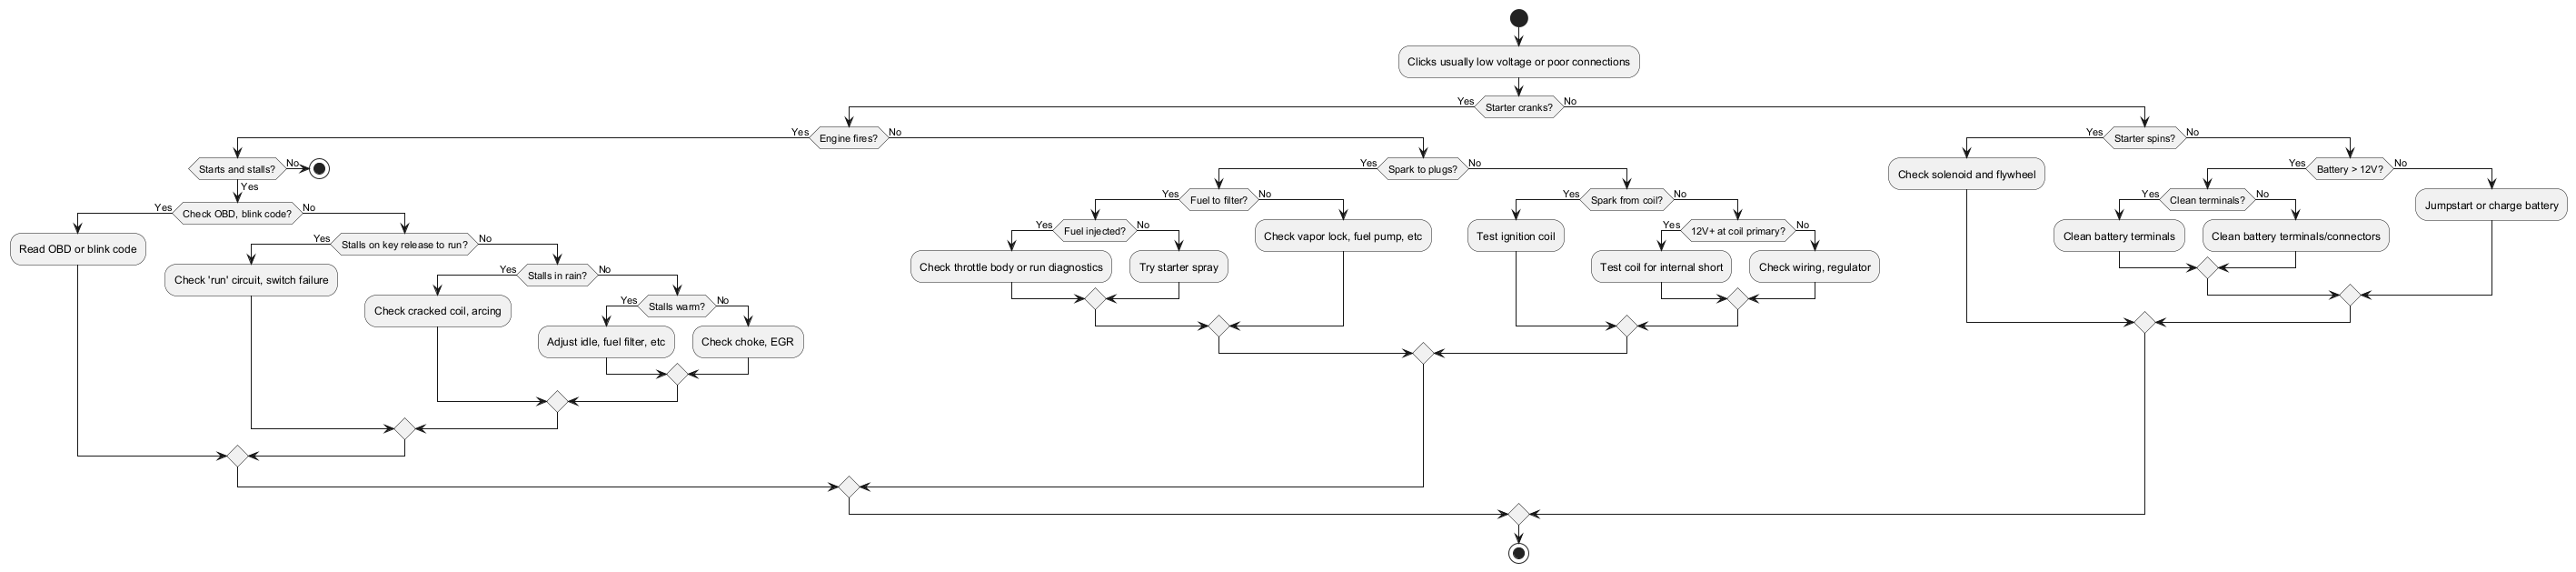 Clicks usually low voltage or poor connections
Yes
Starter cranks?
No
Yes
Engine fires?
No
Yes
Starter spins?
No
Starts and stalls?
No
Yes
Yes
Spark to plugs?
No
Check solenoid and flywheel
Yes
Battery > 12V?
No
Yes
Check OBD, blink code?
No
Yes
Fuel to filter?
No
Yes
Spark from coil?
No
Yes
Clean terminals?
No
Jumpstart or charge battery
Read OBD or blink code
Yes
Stalls on key release to run?
No
Yes
Fuel injected?
No
Check vapor lock, fuel pump, etc
Test ignition coil
Yes
12V+ at coil primary?
No
Clean battery terminals
Clean battery terminals/connectors
Check 'run' circuit, switch failure
Yes
Stalls in rain?
No
Check throttle body or run diagnostics
Try starter spray
Test coil for internal short
Check wiring, regulator
Check cracked coil, arcing
Yes
Stalls warm?
No
Adjust idle, fuel filter, etc
Check choke, EGR